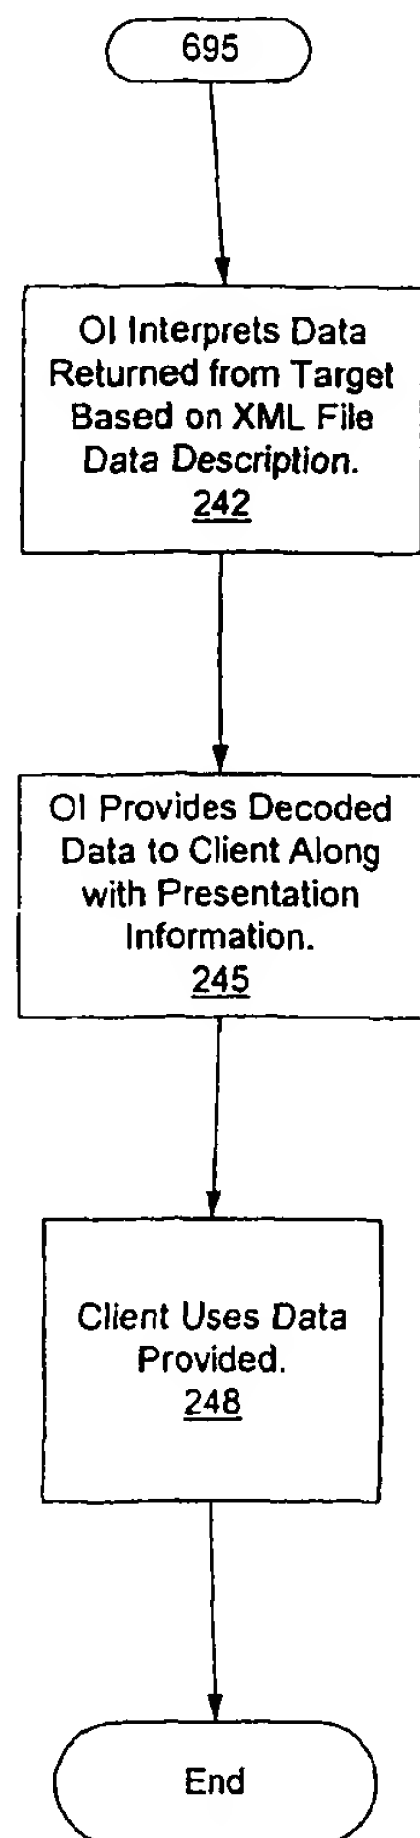 695
OI Interprets Data
Returned from Target
Based on XML File
Data Description.
242
OI Provides Decoded
Data to Client Along
with Presentation
Information.
245
Client Uses Data
Provided.
248
End